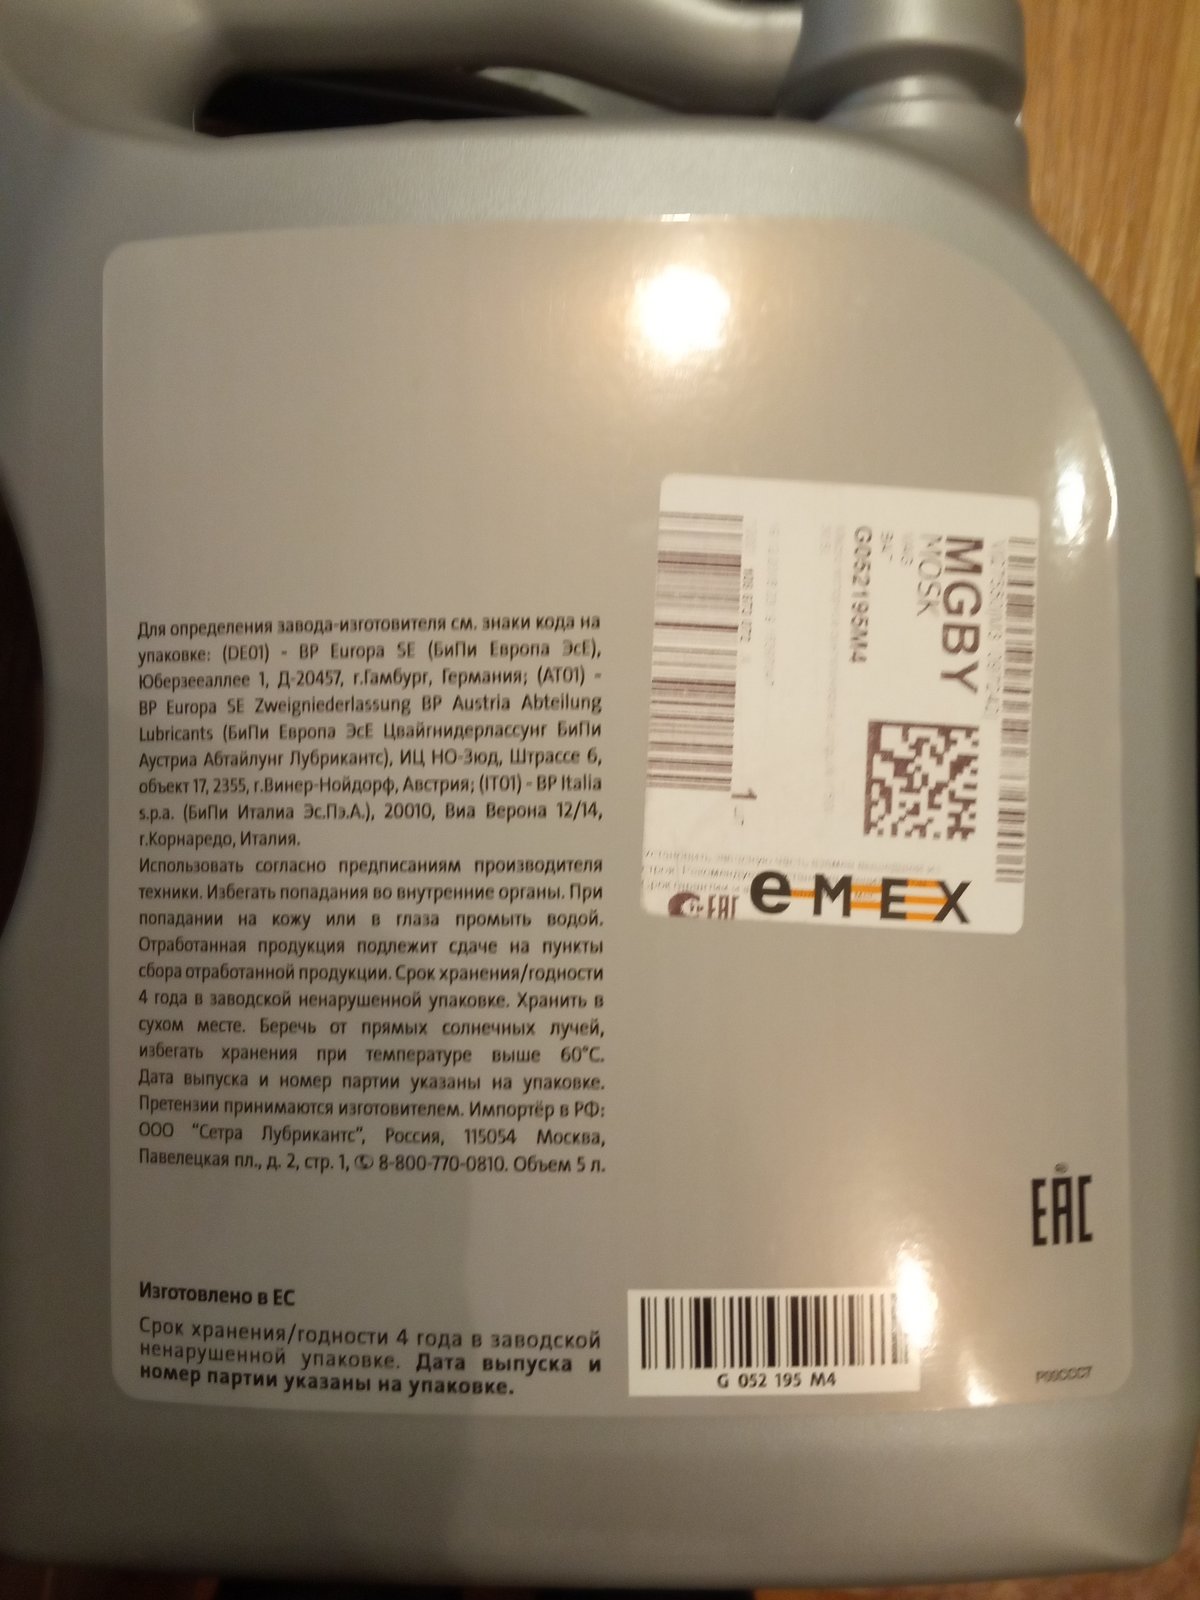 Для определения завода-изготовителя см. знаки кода на
упаковке: (DE01) - BP Europa SE (БиПи Европа ЭсЕ),
Юберзееаллее 1, Д-20457, г.Гамбург, Германия; (AT01) -
BP Europa SE Zweigniederlassung BP Austria Abteilung
Lubricants (БиПи Европа ЭсЕ Цвайгнидерлассунг БиПи
Аустриа Абтайлунг Лубрикантс), ИЦ НО-Зюд, Штрассе 6,
объект 17, 2355, г.Винер-Нойдорф, Австрия; (IT01) - BP Italia
s.p.a. (БиПи Италиа Эс.Пэ.А.), 20010, Виа Верона 12/14,
г.Корнаредо, Италия.
Использовать согласно предписаниям производителя
техники. Избегать попадания во внутренние органы. При
попадании на кожу или в глаза промыть водой.
Отработанная продукция подлежит сдаче на пункты
сбора отработанной продукции. Срок хранения/годности
4 года в заводской ненарушенной упаковке. Хранить в
сухом месте. Беречь от прямых солнечных лучей,
избегать хранения при температуре выше 60°C.
Дата выпуска и номер партии указаны на упаковке.
Претензии принимаются изготовителем. Импортёр в РФ:
ООО "Сетра Лубрикантс", Россия, 115054 Москва,
Павелецкая пл., д. 2, стр. 1, 8-800-770-0810. Объем 5 л.
Изготовлено в ЕС
Срок хранения/годности 4 года в заводской
ненарушенной упаковке. Дата выпуска и
номер партии указаны на упаковке.
MGBY
MOSK
VAG
G052195M4
1
EAC
eMEX
EAC
G 052 195 M4